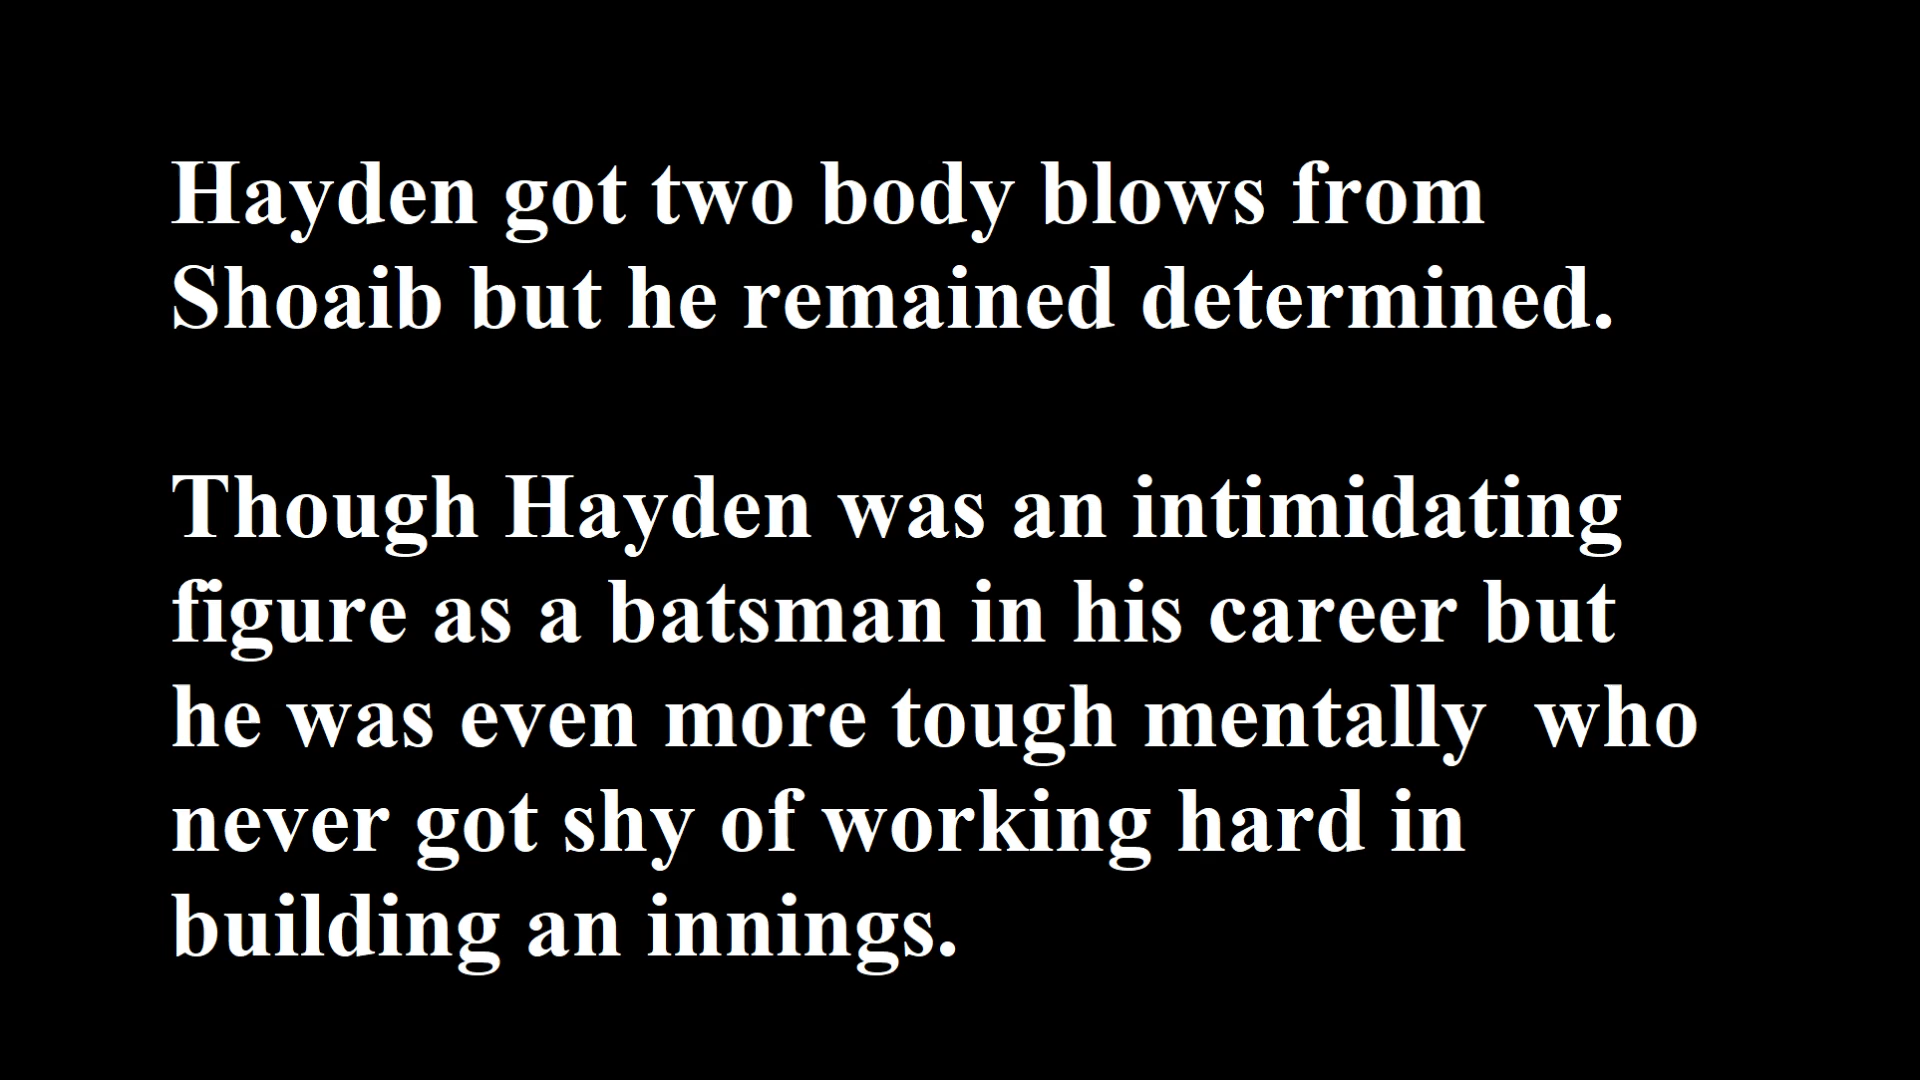 Hayden got two body blows from
Shoaib but he remained determined.
Though Hayden was an intimidating
figure as a batsman in his career but
he was even more tough mentally  who
never got shy of working hard in
building an innings.